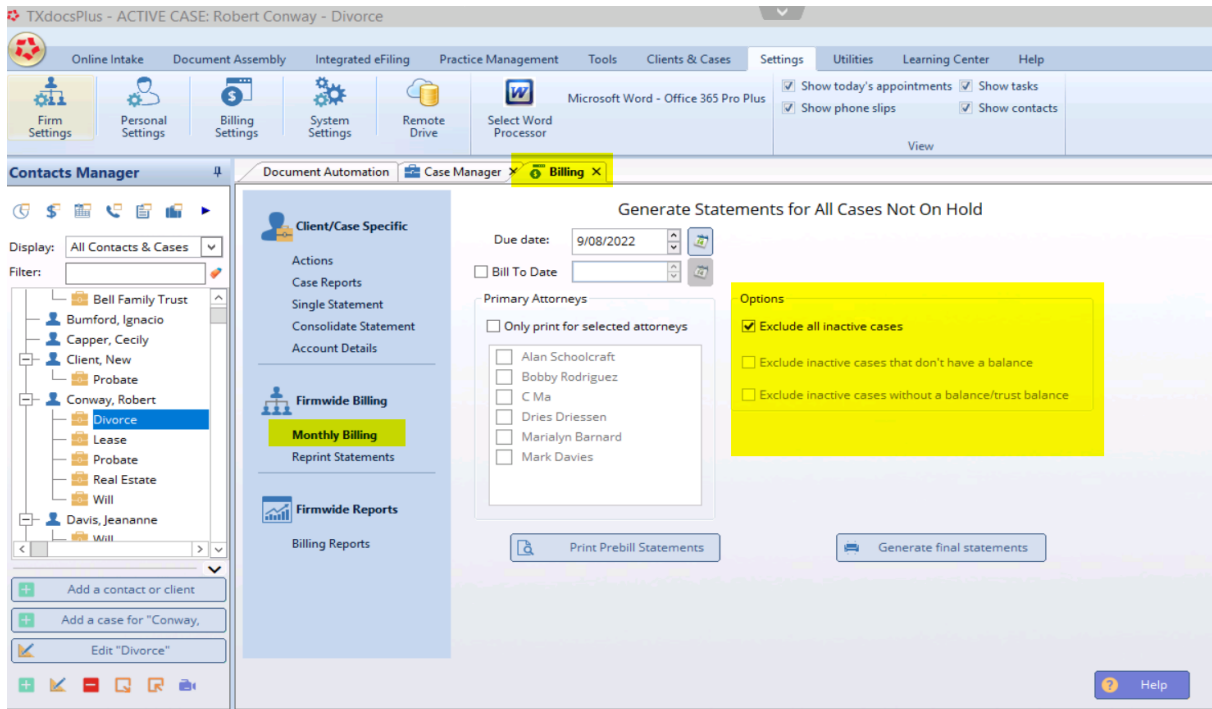 TXdocsPlus - ACTIVE CASE: Robert Conway - Divorce
Online Intake Document Assembly Integrated eFiling Practice Management Tools Clients & Cases Settings Utilities Learning Center Help
Firm Settings
Personal Settings
Billing Settings
System Settings
Remote Drive
Select Word Processor
Microsoft Word - Office 365 Pro Plus
Show today's appointments Show tasks
Show phone slips Show contacts
View
Contacts Manager
Document Automation Case Manager Billing
Display: All Contacts & Cases
Filter:
Bell Family Trust
Bumford, Ignacio
Capper, Cecily
Client, New
Probate
Conway, Robert
Divorce
Lease
Probate
Real Estate
Will
Davis, Jeananne
Will
Add a contact or client
Add a case for "Conway,
Edit "Divorce"
Client/Case Specific
Actions
Case Reports
Single Statement
Consolidate Statement
Account Details
Firmwide Billing
Monthly Billing
Reprint Statements
Firmwide Reports
Billing Reports
Generate Statements for All Cases Not On Hold
Due date: 9/08/2022
Bill To Date
Primary Attorneys
Only print for selected attorneys
Alan Schoolcraft
Bobby Rodriguez
C Ma
Dries Driessen
Marialyn Barnard
Mark Davies
Options
Exclude all inactive cases
Exclude inactive cases that don't have a balance
Exclude inactive cases without a balance/trust balance
Print Prebill Statements
Generate final statements
Help